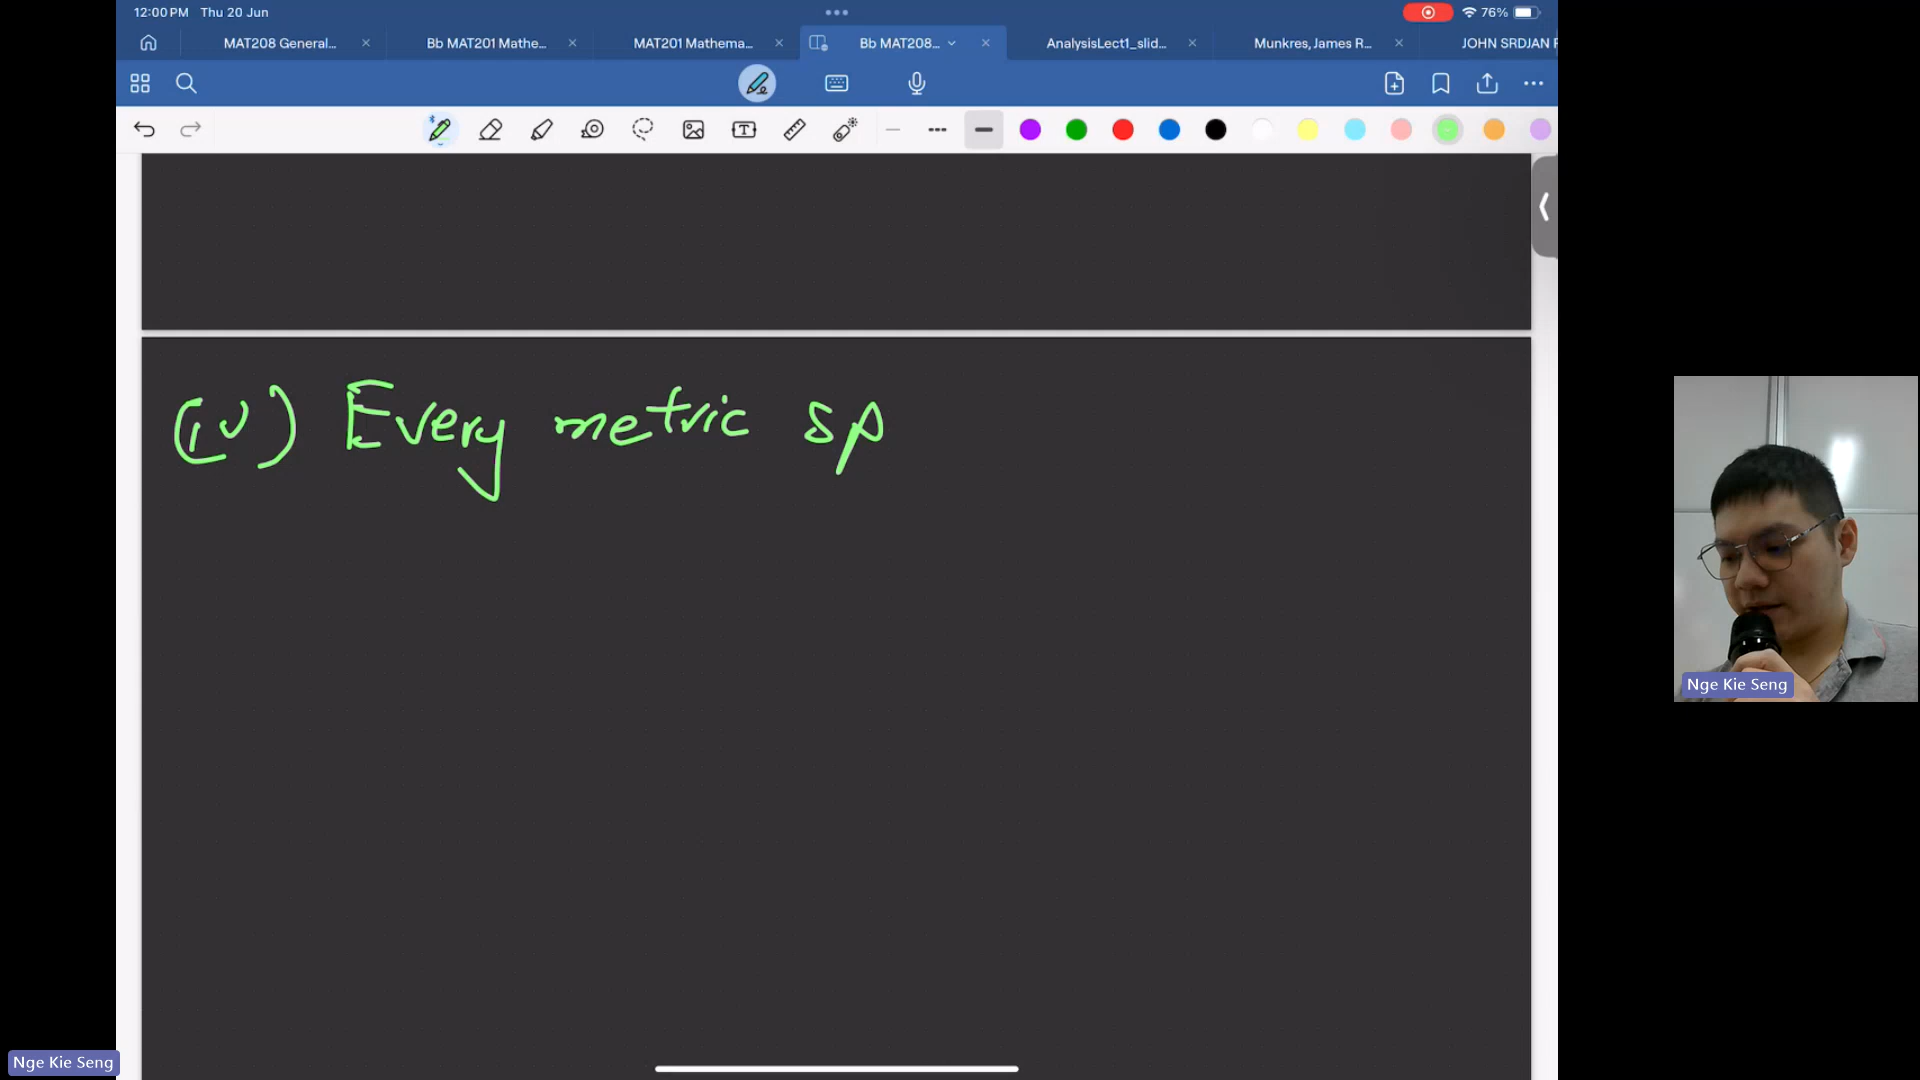 12:00 PM Thu 20 Jun
76%
MAT208 General...
Bb MAT201 Mathe...
MAT201 Mathema...
Bb MAT208...
AnalysisLect1_slid...
Munkres, James R...
JOHN SRDJAN
(iv) Every metric sp
Nge Kie Seng
Nge Kie Seng